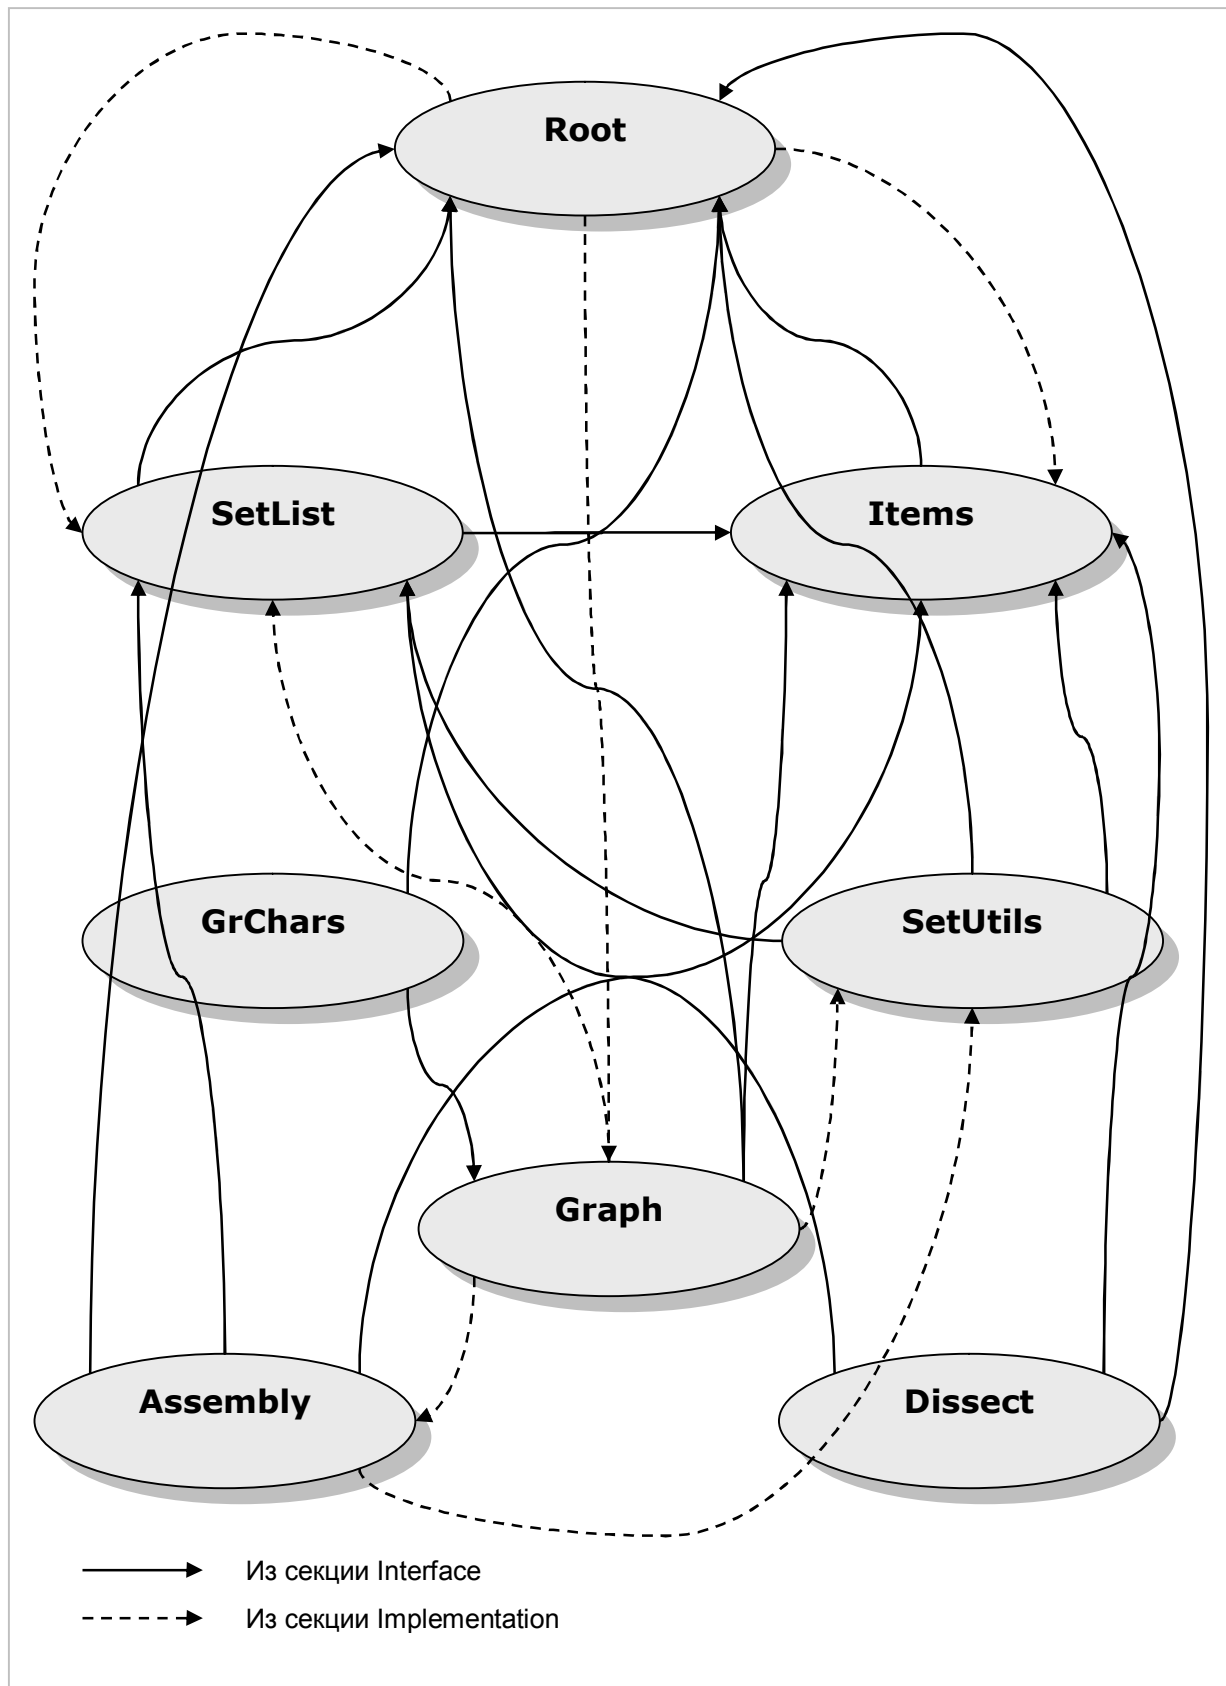 Root
SetList
Items
GrChars
SetUtils
Graph
Assembly
Dissect
Из секции Interface
Из секции Implementation